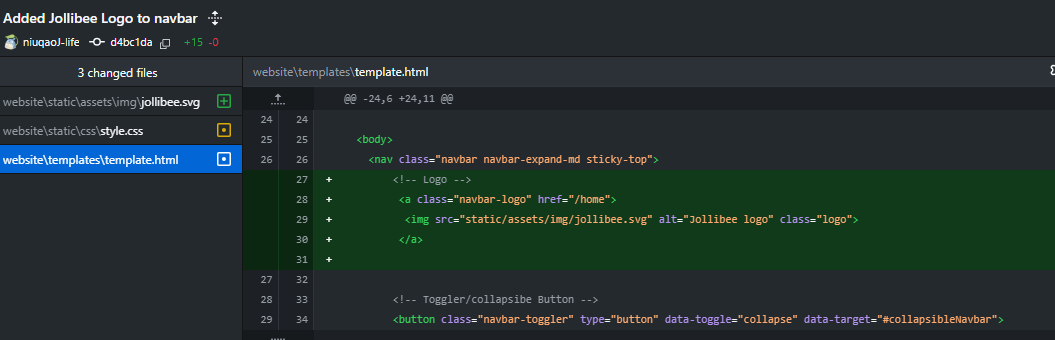 Added Jollibee Logo to navbar
niuqaoJ-life d4bc1da +15 -0
3 changed files
website\static\assets\img\jollibee.svg
website\static\css\style.css
website\templates\template.html
website\templates\template.html
@@ -24,6 +24,11 @@
24 24
25 25 <body>
26 26 <nav class="navbar navbar-expand-md sticky-top">
27 + <!-- Logo -->
28 + <a class="navbar-logo" href="/home">
29 + <img src="static/assets/img/jollibee.svg" alt="Jollibee logo" class="logo">
30 + </a>
31 +
27 32
28 33 <!-- Toggler/collapsibe Button -->
29 34 <button class="navbar-toggler" type="button" data-toggle="collapse" data-target="#collapsibleNavbar">